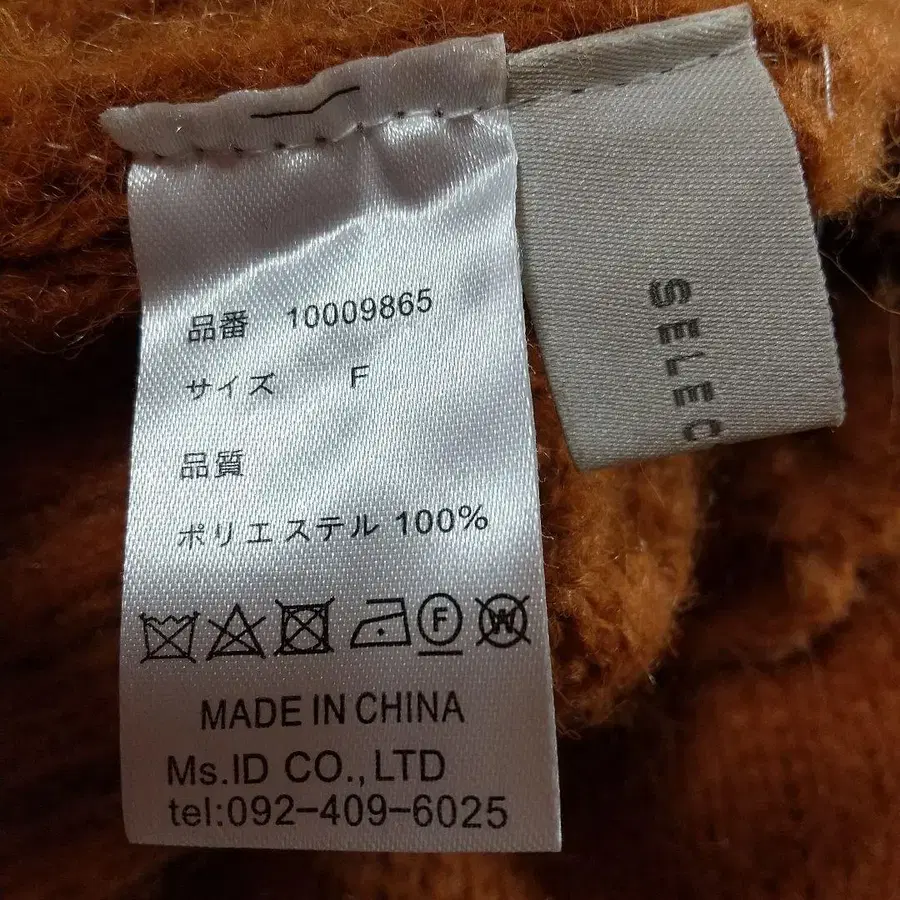 品番 10009865
サイズ F
品質
ポリエステル 100%
F
W
MADE IN CHINA
Ms.ID CO.,LTD
tel:092-409-6025
SELEC